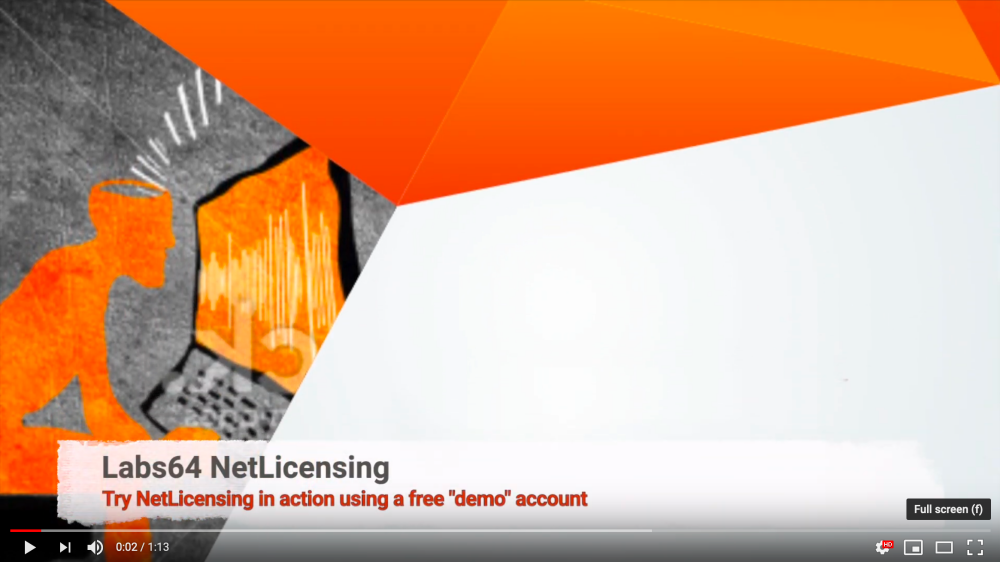 Labs64 NetLicensing
Try NetLicensing in action using a free "demo" account
Full screen (f)
0:02 / 1:13
HD